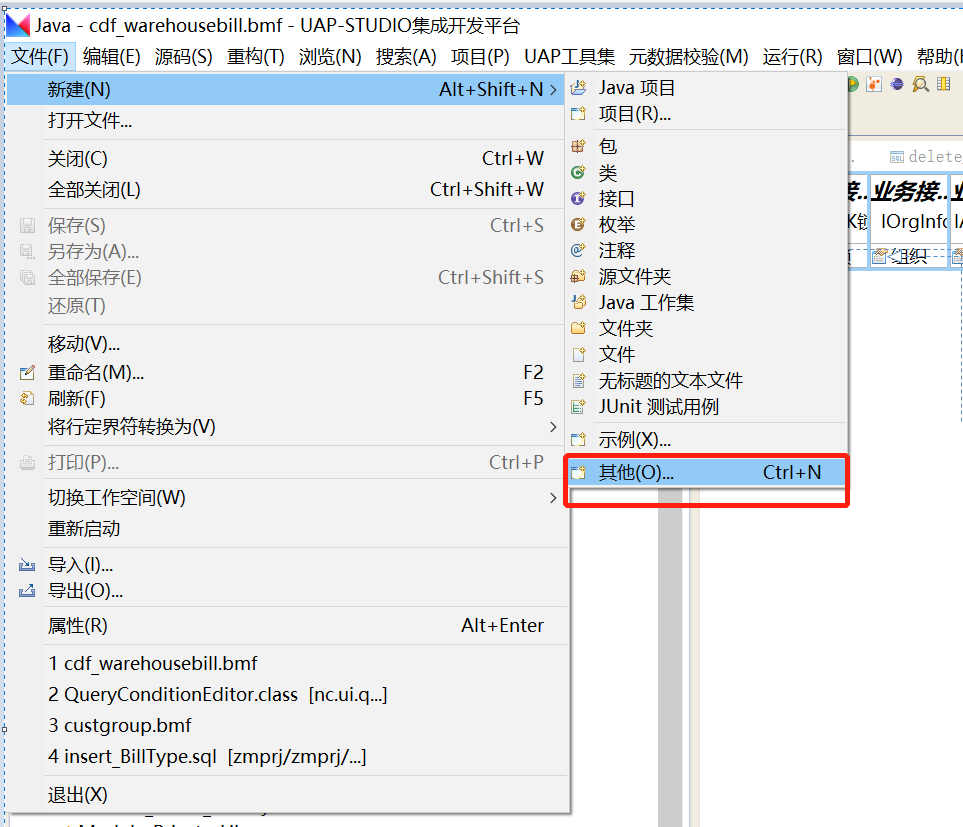 Java - cdf_warehousebill.bmf - UAP-STUDIO集成开发平台
文件(F) 编辑(E) 源码(S) 重构(T) 浏览(N) 搜索(A) 项目(P) UAP工具集 元数据校验(M) 运行(R) 窗口(W) 帮助(
新建(N) Alt+Shift+N
打开文件...
关闭(C) Ctrl+W
全部关闭(L) Ctrl+Shift+W
保存(S) Ctrl+S
另存为(A)...
全部保存(E) Ctrl+Shift+S
还原(T)
移动(V)...
重命名(M)... F2
刷新(F) F5
将行定界符转换为(V)
打印(P)... Ctrl+P
切换工作空间(W)
重新启动
导入(I)...
导出(O)...
属性(R) Alt+Enter
1 cdf_warehousebill.bmf
2 QueryConditionEditor.class [nc.ui.q...]
3 custgroup.bmf
4 insert_BillType.sql [zmprj/zmprj/...]
退出(X)
Java 项目
项目(R)...
包
类
接口
枚举
注释
源文件夹
Java 工作集
文件夹
文件
无标题的文本文件
JUnit 测试用例
示例(X)...
其他(O)... Ctrl+N
delete
接... 业务接...
K锁 IOrgInfo
组织